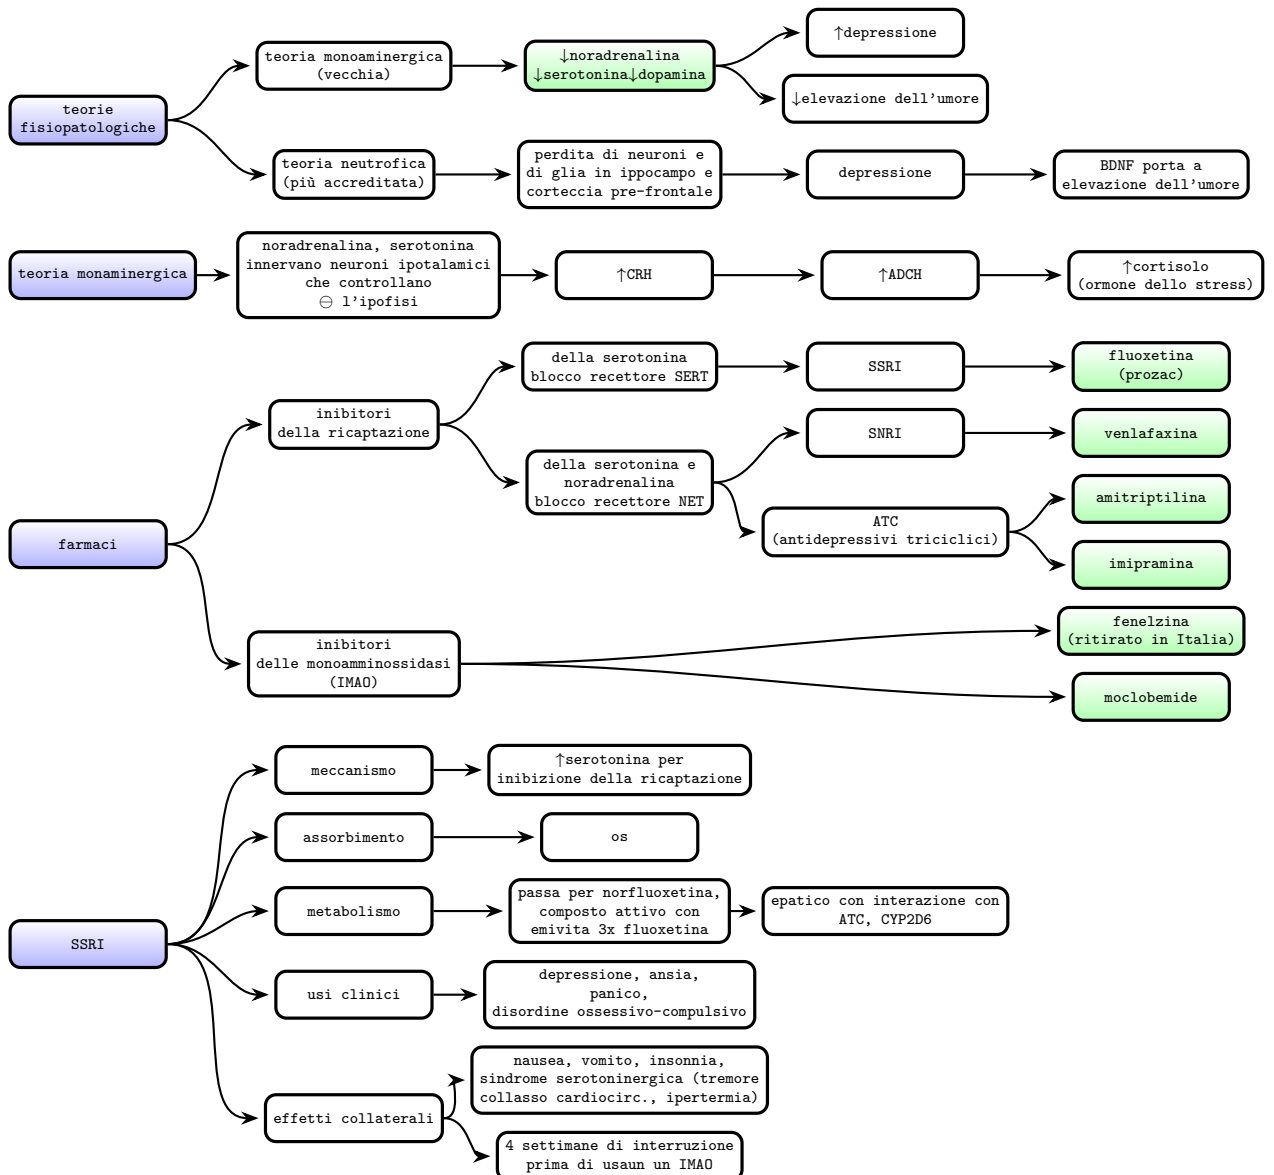 teorie
fisiopatologiche
teoria monoaminergica
(vecchia)
↓noradrenalina
↓serotonina↓dopamina
↑depressione
↓elevazione dell'umore
teoria neutrofica
(più accreditata)
perdita di neuroni e
di glia in ippocampo e
corteccia pre-frontale
depressione
BDNF porta a
elevazione dell'umore
teoria monaminergica
noradrenalina, serotonina
innervano neuroni ipotalamici
che controllano
⊖ l'ipofisi
↑CRH
↑ADCH
↑cortisolo
(ormone dello stress)
farmaci
inibitori
della ricaptazione
della serotonina
blocco recettore SERT
SSRI
fluoxetina
(prozac)
della serotonina e
noradrenalina
blocco recettore NET
SNRI
venlafaxina
ATC
(antidepressivi triciclici)
amitriptilina
imipramina
inibitori
delle monoamminossidasi
(IMAO)
fenelzina
(ritirato in Italia)
moclobemide
SSRI
meccanismo
↑serotonina per
inibizione della ricaptazione
assorbimento
os
metabolismo
passa per norfluoxetina,
composto attivo con
emivita 3x fluoxetina
epatico con interazione con
ATC, CYP2D6
usi clinici
depressione, ansia,
panico,
disordine ossessivo-compulsivo
effetti collaterali
nausea, vomito, insonnia,
sindrome serotoninergica (tremore
collasso cardiocirc., ipertermia)
4 settimane di interruzione
prima di usaun un IMAO